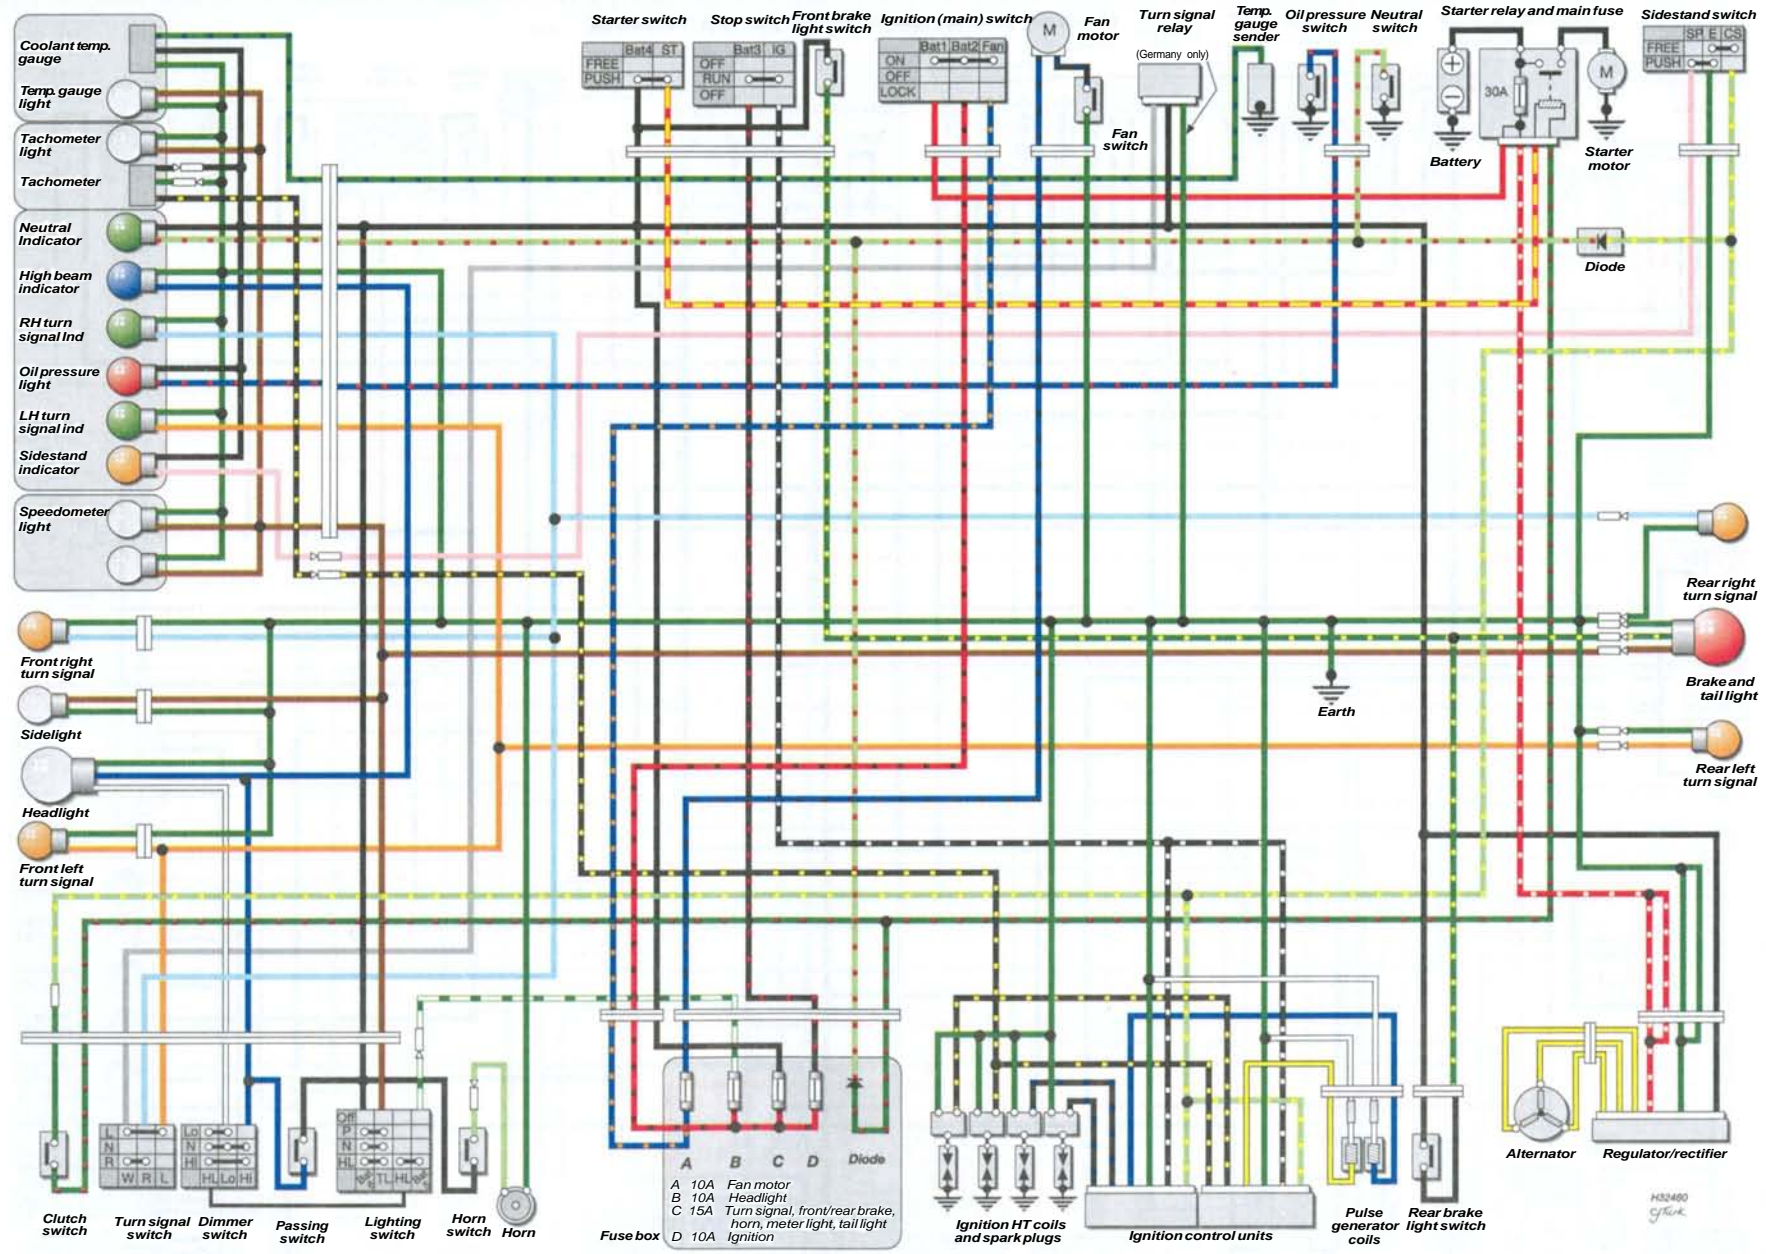 Starter switch
Stop switch
Front brake
light switch
Ignition (main) switch
Fan
motor
Turn signal
relay
(Germany only)
Temp.
gauge
sender
Oil pressure
switch
Neutral
switch
Starter relay and main fuse
Sidestand switch
Bat4 ST
FREE
PUSH
Bat3 IG
OFF
RUN
OFF
Bat1 Bat2 Fan
ON
OFF
LOCK
M
Fan
switch
30A
M
Battery
Starter
motor
SP E CS
FREE
PUSH
Diode
Coolant temp.
gauge
Temp. gauge
light
Tachometer
light
Tachometer
Neutral
Indicator
High beam
indicator
RH turn
signal Ind
Oil pressure
light
LH turn
signal ind
Sidestand
indicator
Speedometer
light
Front right
turn signal
Sidelight
Headlight
Front left
turn signal
Rear right
turn signal
Brake and
tail light
Earth
Rear left
turn signal
Clutch
switch
L
N
R
W R L
Turn signal
switch
Lo
N
Hi
HL Lo Hi
Dimmer
switch
Passing
switch
Off
P
N
HL
TL HL
Lighting
switch
Horn
switch
Horn
A B C D Diode
A 10A Fan motor
B 10A Headlight
C 15A Turn signal, front/rear brake,
horn, meter light, tail light
D 10A Ignition
Fuse box
Ignition HT coils
and spark plugs
Ignition control units
Pulse
generator
coils
Rear brake
light switch
Alternator
Regulator/rectifier
H32460